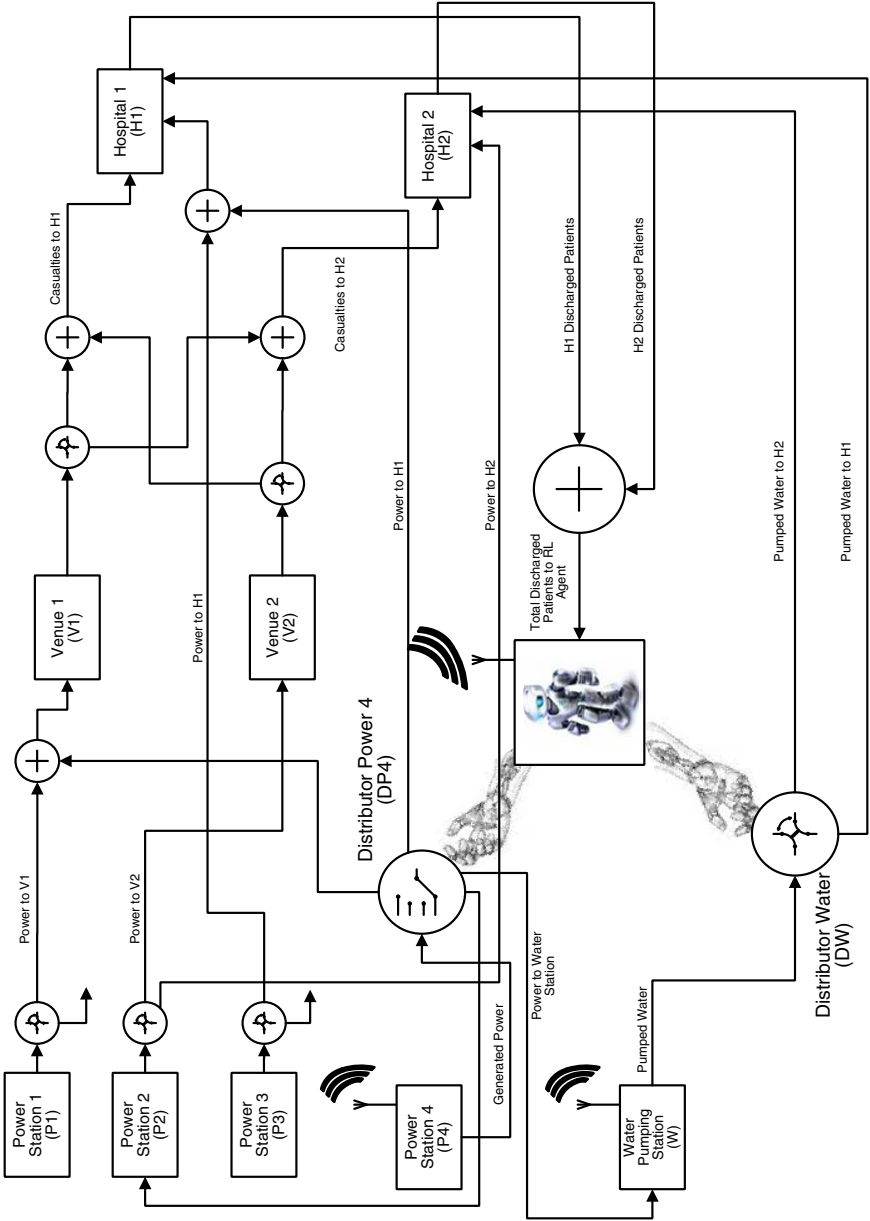 Power
Station 1
(P1)
Power
Station 2
(P2)
Power
Station 3
(P3)
Power
Station 4
(P4)
Water
Pumping
Station
(W)
Power to V1
Power to V2
Generated Power
Power to Water
Station
Pumped Water
Distributor Power 4
(DP4)
Distributor Water
(DW)
Venue 1
(V1)
Power to H1
Venue 2
(V2)
Power to H1
Power to H2
Total Discharged
Patients to RL
Agent
Pumped Water to H2
Pumped Water to H1
Casualties to H1
Casualties to H2
H1 Discharged Patients
H2 Discharged Patients
Hospital 1
(H1)
Hospital 2
(H2)